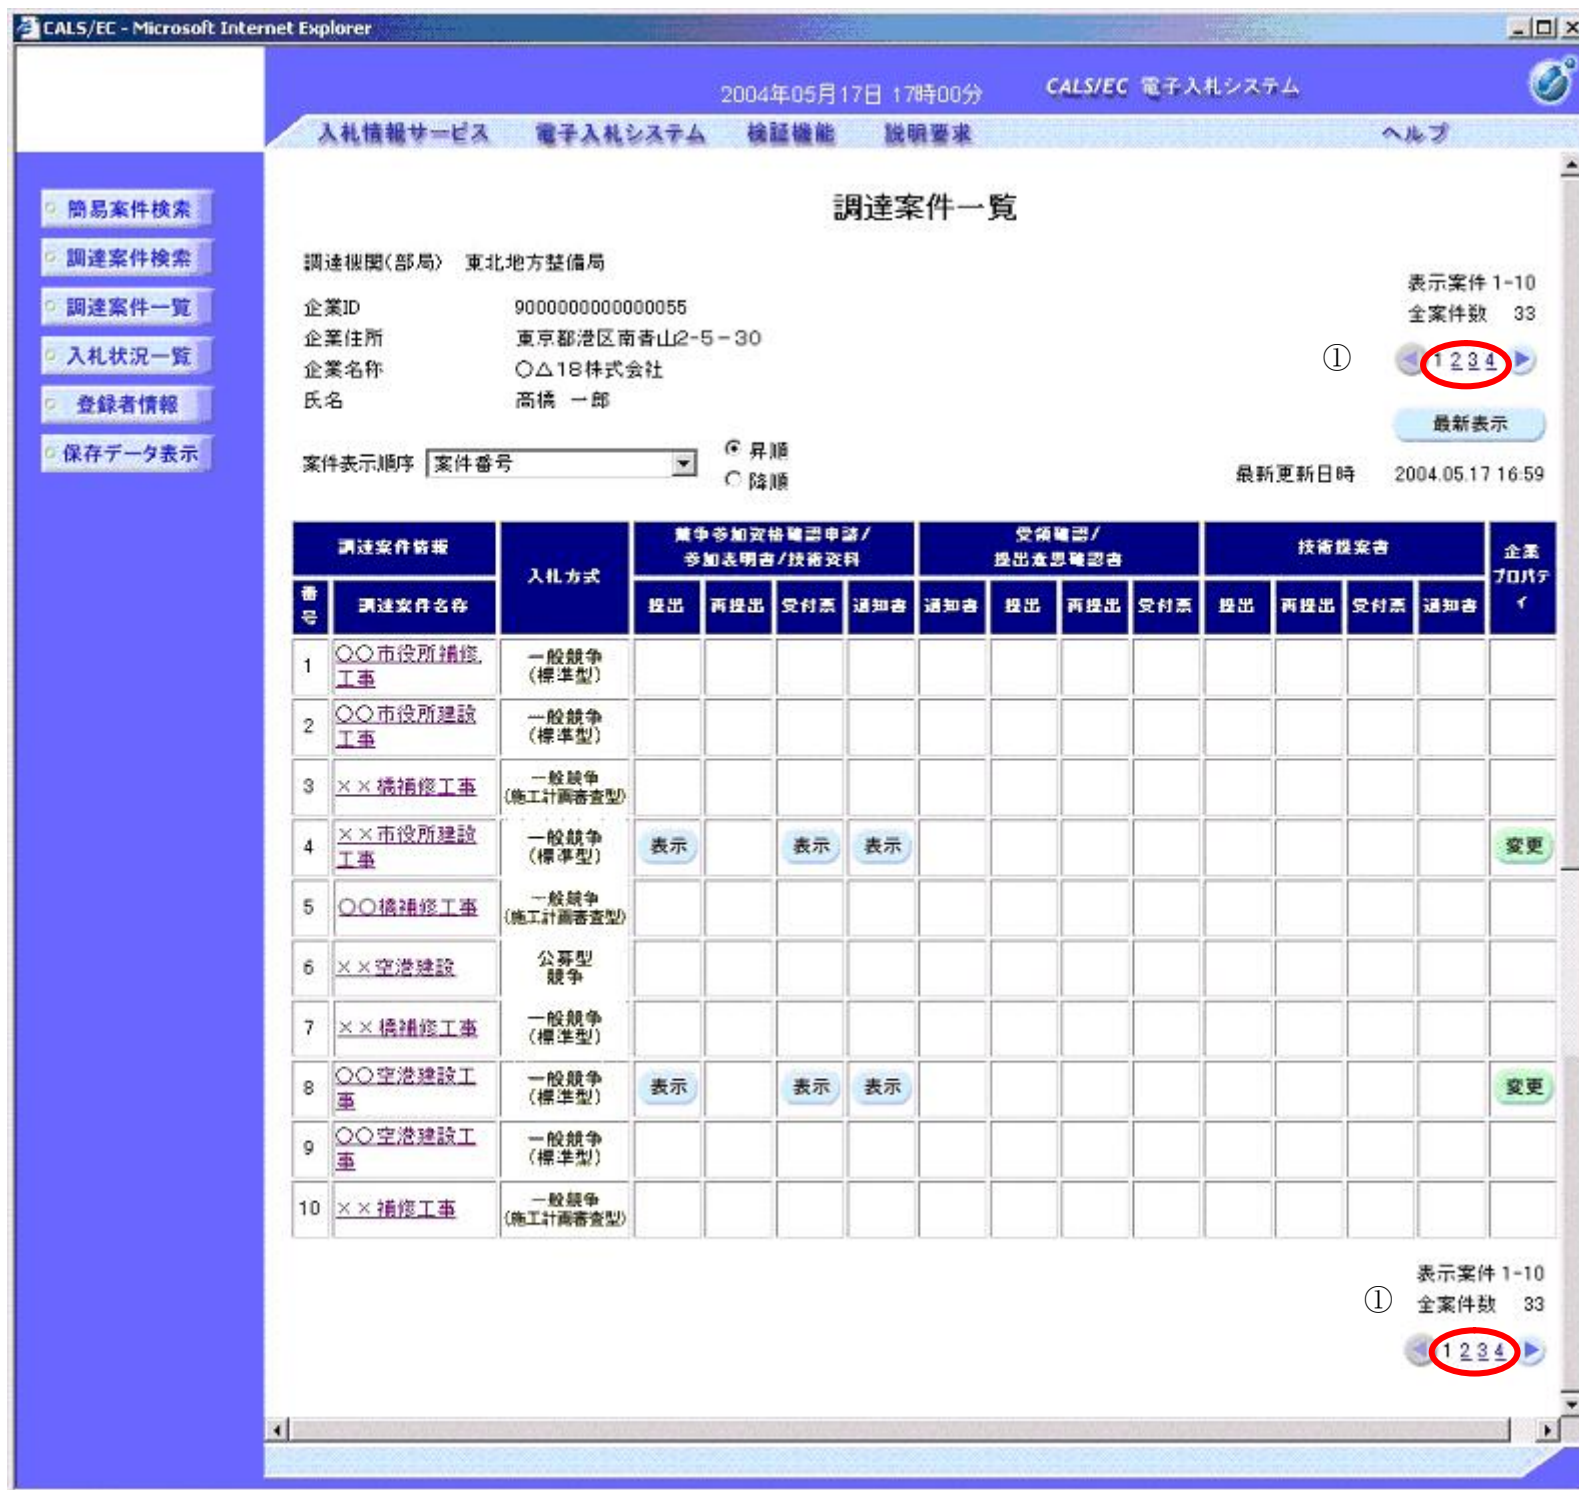 CALS/EC - Microsoft Internet Explorer
2004年05月17日 17時00分 CALS/EC 電子入札システム
入札情報サービス 電子入札システム 検証機能 説明要求 ヘルプ
簡易案件検索
調達案件検索
調達案件一覧
入札状況一覧
登録者情報
保存データ表示
調達案件一覧
調達機関(部局) 東北地方整備局
企業ID 9000000000000055
企業住所 東京都港区南青山2-5-30
企業名称 ○△18株式会社
氏名 高橋 一郎
表示案件 1-10
全案件数 33
① 1 2 3 4
最新表示
案件表示順序 案件番号 昇順
降順
最新更新日時 2004.05.17 16:59
調達案件情報 入札方式 競争参加資格確認申請/参加表明書/技術資料 受領確認/提出意思確認書 技術提案書 企業プロパティ
番号 調達案件名称 提出 再提出 受付票 通知書 通知書 提出 再提出 受付票 提出 再提出 受付票 通知書
1 ○○市役所補修工事 一般競争(標準型)
2 ○○市役所建設工事 一般競争(標準型)
3 ××橋補修工事 一般競争(施工計画審査型)
4 ××市役所建設工事 一般競争(標準型) 表示 表示 表示 変更
5 ○○橋補修工事 一般競争(施工計画審査型)
6 ××空港建設 公募型競争
7 ××橋補修工事 一般競争(標準型)
8 ○○空港建設工事 一般競争(標準型) 表示 表示 表示 変更
9 ○○空港建設工事 一般競争(標準型)
10 ××補修工事 一般競争(施工計画審査型)
表示案件 1-10
① 全案件数 33
1 2 3 4